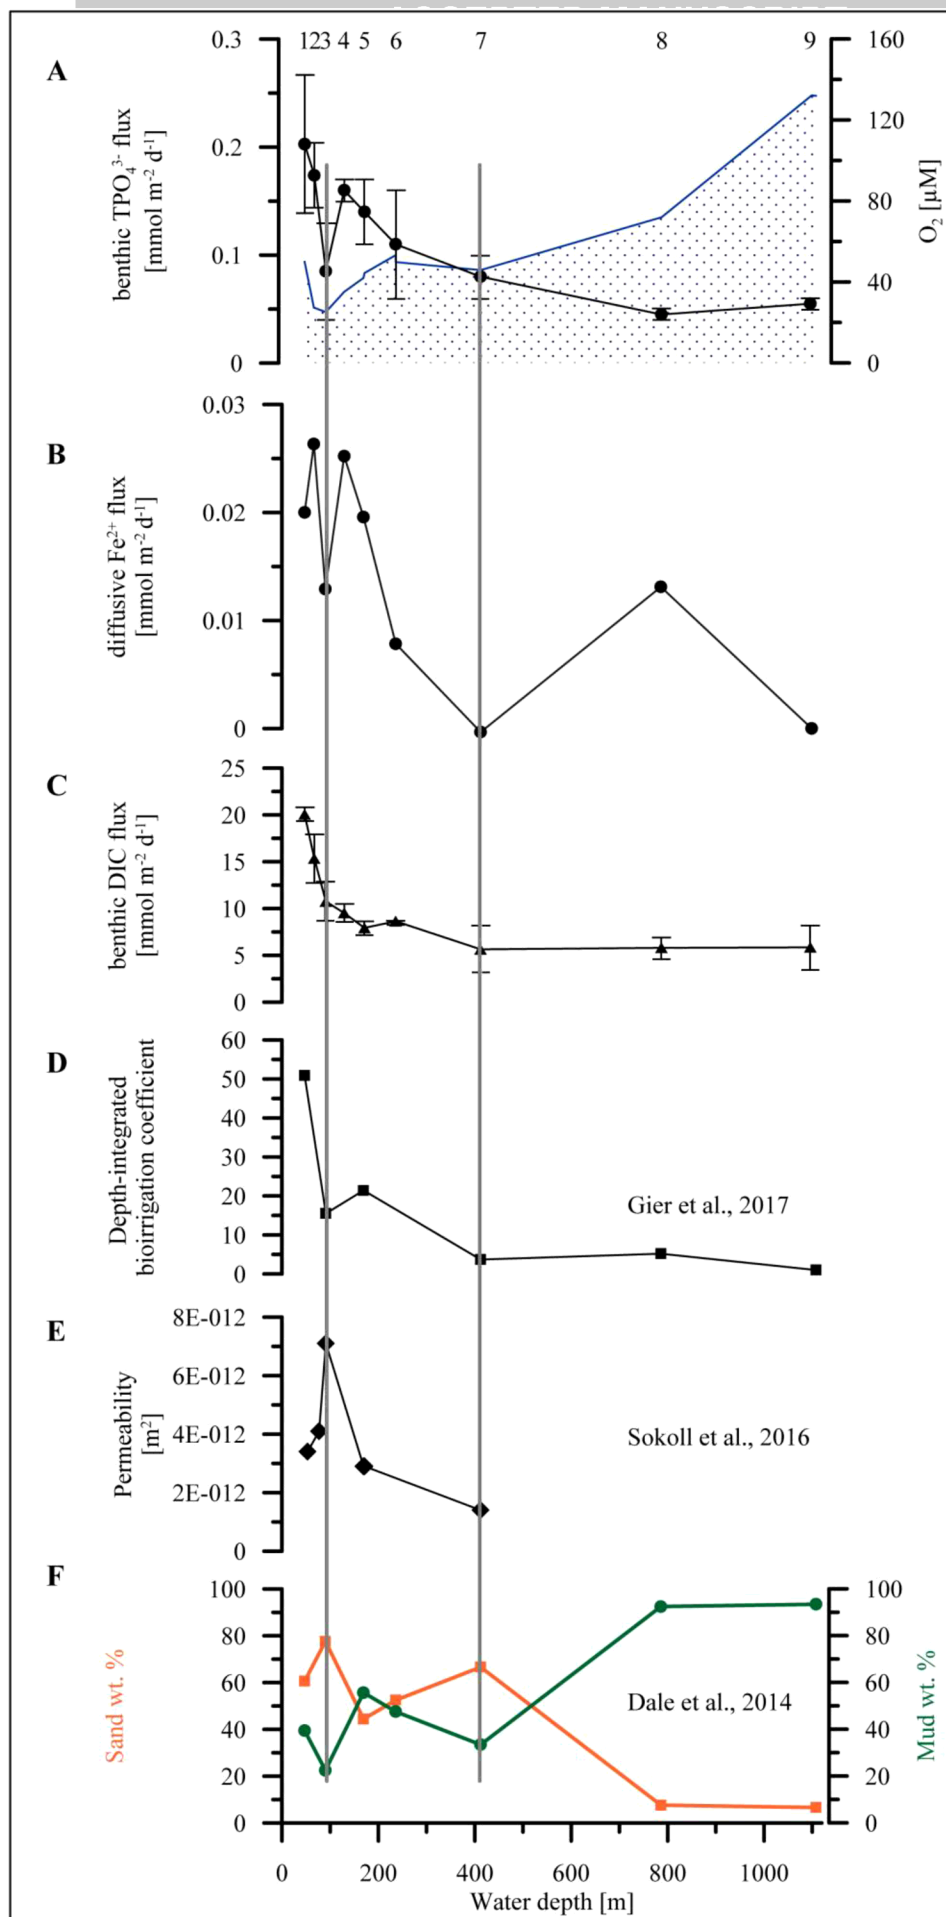 1 2 3 4 5 6 7 8 9
A
benthic TPO₄³⁻ flux
[mmol m⁻² d⁻¹]
0.3
0.2
0.1
0
160
120
80
40
0
O₂ [µM]
B
diffusive Fe²⁺ flux
[mmol m⁻² d⁻¹]
0.03
0.02
0.01
0
C
benthic DIC flux
[mmol m⁻² d⁻¹]
25
20
15
10
5
0
D
Depth-integrated
bioirrigation coefficient
60
50
40
30
20
10
0
Gier et al., 2017
E
Permeability
[m²]
8E-012
6E-012
4E-012
2E-012
0
Sokoll et al., 2016
F
Sand wt. %
100
80
60
40
20
0
Dale et al., 2014
100
80
60
40
20
0
Mud wt. %
0 200 400 600 800 1000
Water depth [m]